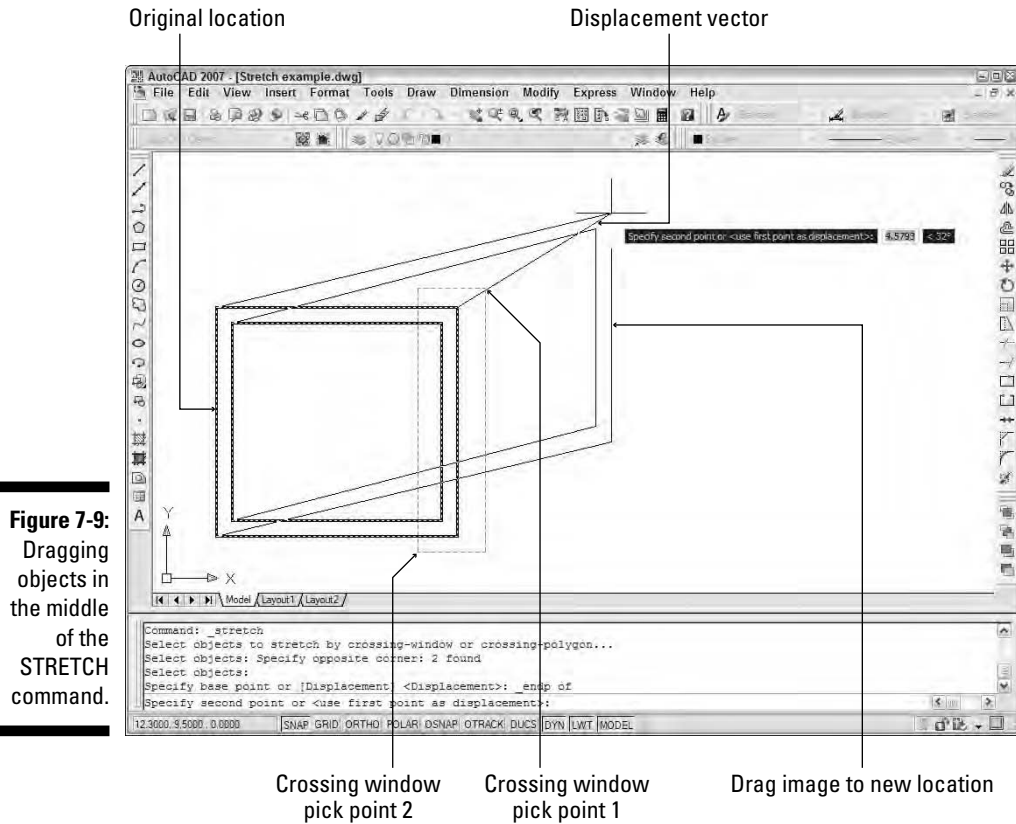 Original location
Displacement vector
AutoCAD 2007 - [Stretch example.dwg]
File Edit View Insert Format Tools Draw Dimension Modify Express Window Help
Specify second point or <use first point as displacement>: 4.5793 < 32°
Y
X
Model Layout1 Layout2
Command: _stretch
Select objects to stretch by crossing-window or crossing-polygon...
Select objects: Specify opposite corner: 2 found
Select objects:
Specify base point or [Displacement] <Displacement>: _endp of
Specify second point or <use first point as displacement>:
12.3000, 9.5000, 0.0000 SNAP GRID ORTHO POLAR OSNAP OTRACK DUCS DYN LWT MODEL
Figure 7-9:
Dragging
objects in
the middle
of the
STRETCH
command.
Crossing window
pick point 2
Crossing window
pick point 1
Drag image to new location